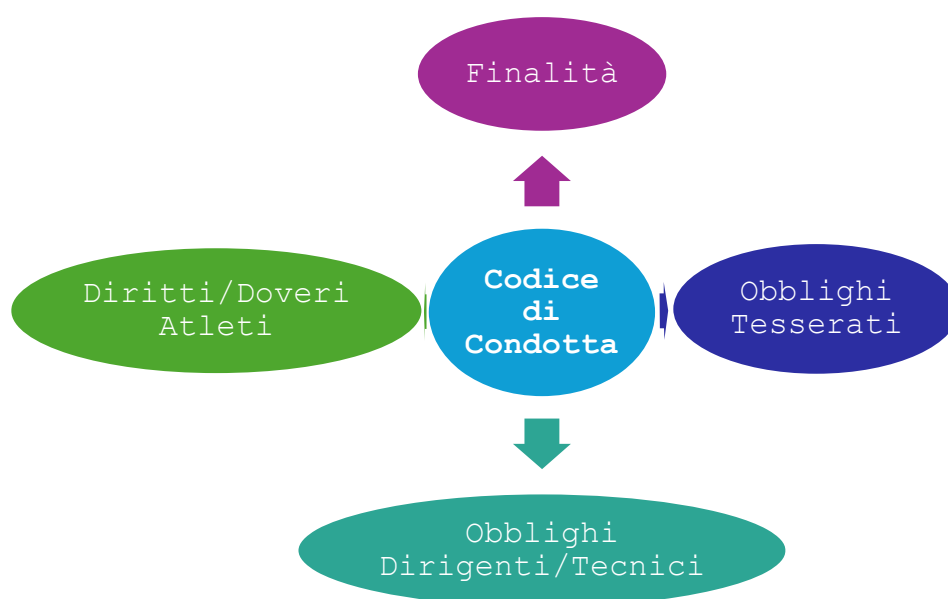 Finalità
Diritti/Doveri
Atleti
Codice
di
Condotta
Obblighi
Tesserati
Obblighi
Dirigenti/Tecnici